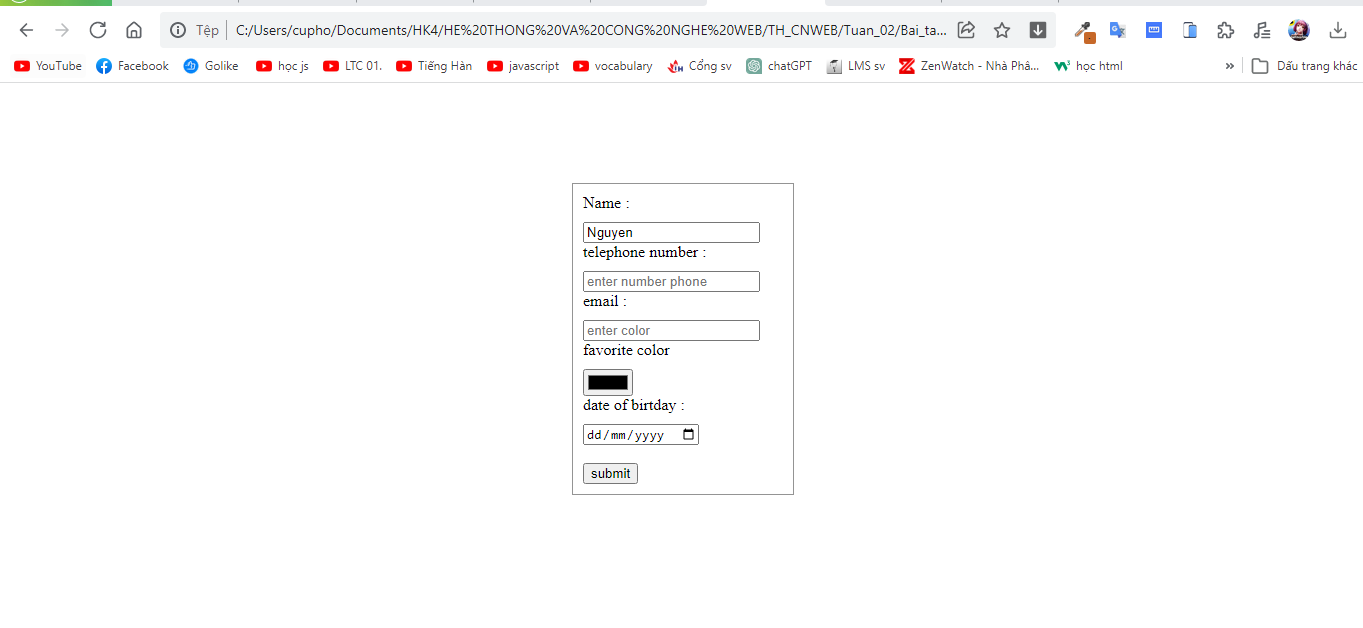 Tệp C:/Users/cupho/Documents/HK4/HE%20THONG%20VA%20CONG%20NGHE%20WEB/TH_CNWEB/Tuan_02/Bai_ta...
YouTube Facebook Golike học js LTC 01. Tiếng Hàn javascript vocabulary Cổng sv chatGPT LMS sv ZenWatch - Nhà Phâ... học html » Dấu trang khác
Name :
Nguyen
telephone number :
enter number phone
email :
enter color
favorite color
date of birtday :
dd/mm/yyyy
submit